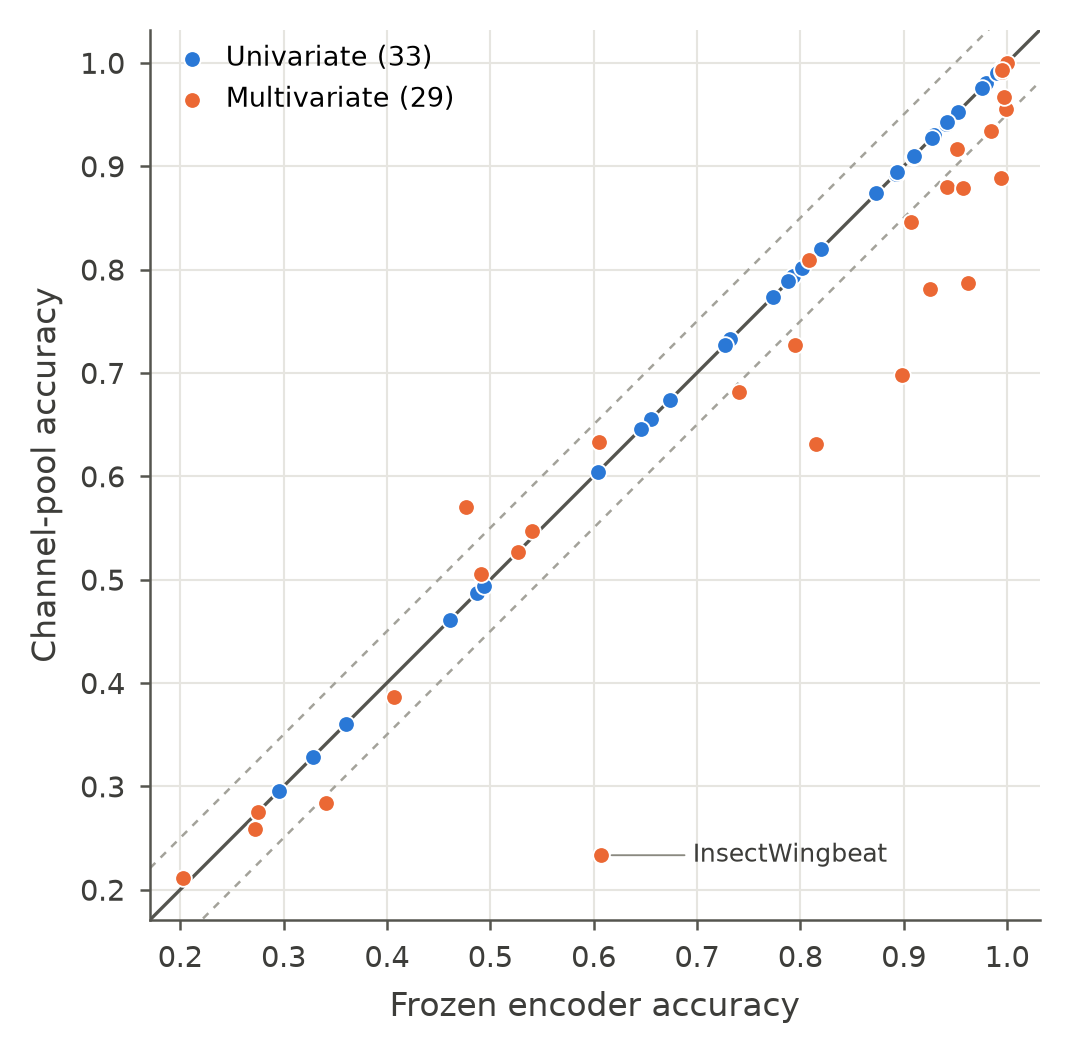 Univariate (33)
Multivariate (29)
1.0
0.9
0.8
0.7
0.6
0.5
0.4
0.3
0.2
Channel-pool accuracy
InsectWingbeat
0.2 0.3 0.4 0.5 0.6 0.7 0.8 0.9 1.0
Frozen encoder accuracy